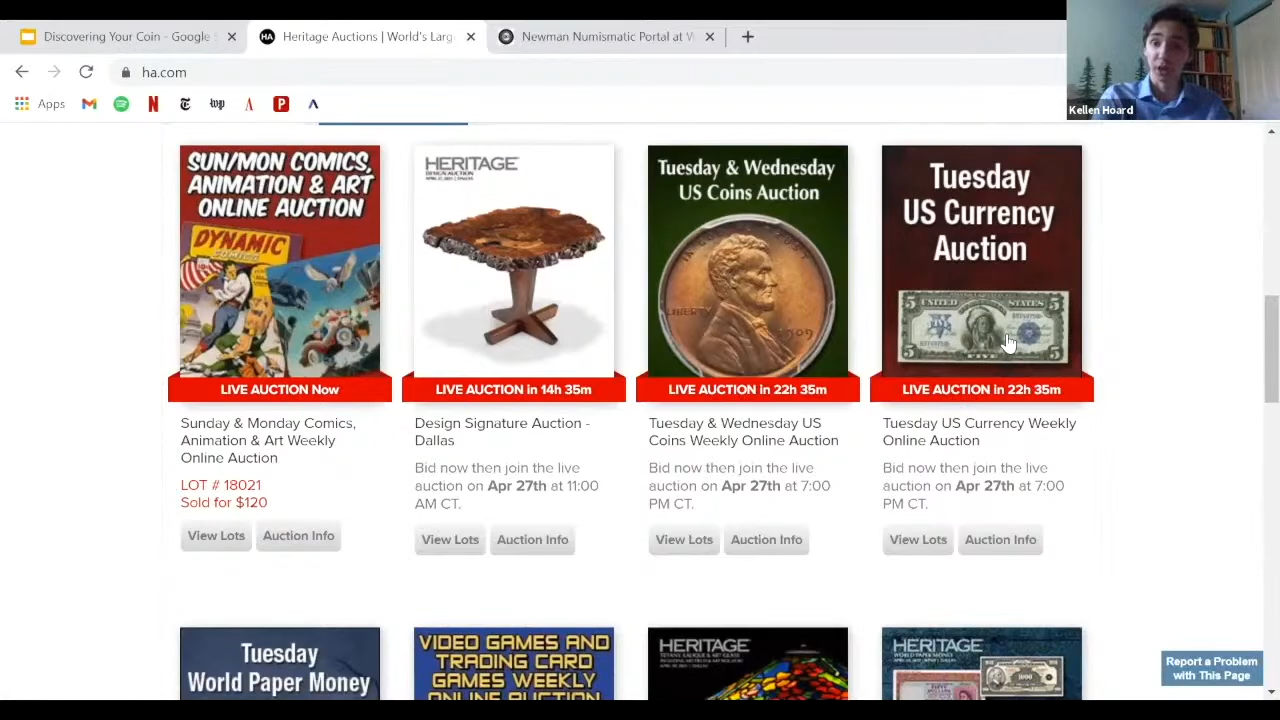 Discovering Your Coin - Google
Heritage Auctions | World's Larg
Newman Numismatic Portal at W
ha.com
Apps
Kellen Hoard
SUN/MON COMICS,
ANIMATION & ART
ONLINE AUCTION
DYNAMIC
COMICS
LIVE AUCTION Now
Sunday & Monday Comics,
Animation & Art Weekly
Online Auction
LOT # 18021
Sold for $120
View Lots
Auction Info
HERITAGE
LIVE AUCTION in 14h 35m
Design Signature Auction -
Dallas
Bid now then join the live
auction on Apr 27th at 11:00
AM CT.
View Lots
Auction Info
Tuesday & Wednesday
US Coins Auction
LIBERTY
1909
LIVE AUCTION in 22h 35m
Tuesday & Wednesday US
Coins Weekly Online Auction
Bid now then join the live
auction on Apr 27th at 7:00
PM CT.
View Lots
Auction Info
Tuesday
US Currency
Auction
5 UNITED STATES 5
FIVE
LIVE AUCTION in 22h 35m
Tuesday US Currency Weekly
Online Auction
Bid now then join the live
auction on Apr 27th at 7:00
PM CT.
View Lots
Auction Info
Tuesday
World Paper Money
VIDEO GAMES AND
TRADING CARD
GAMES WEEKLY
ONLINE AUCTION
HERITAGE
HERITAGE
Report a Problem
with This Page